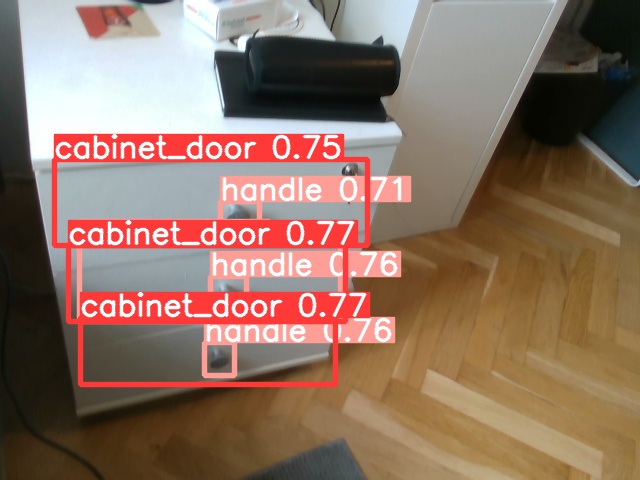 cabinet_door 0.75
handle 0.71
cabinet_door 0.77
handle 0.76
cabinet_door 0.77
handle 0.76